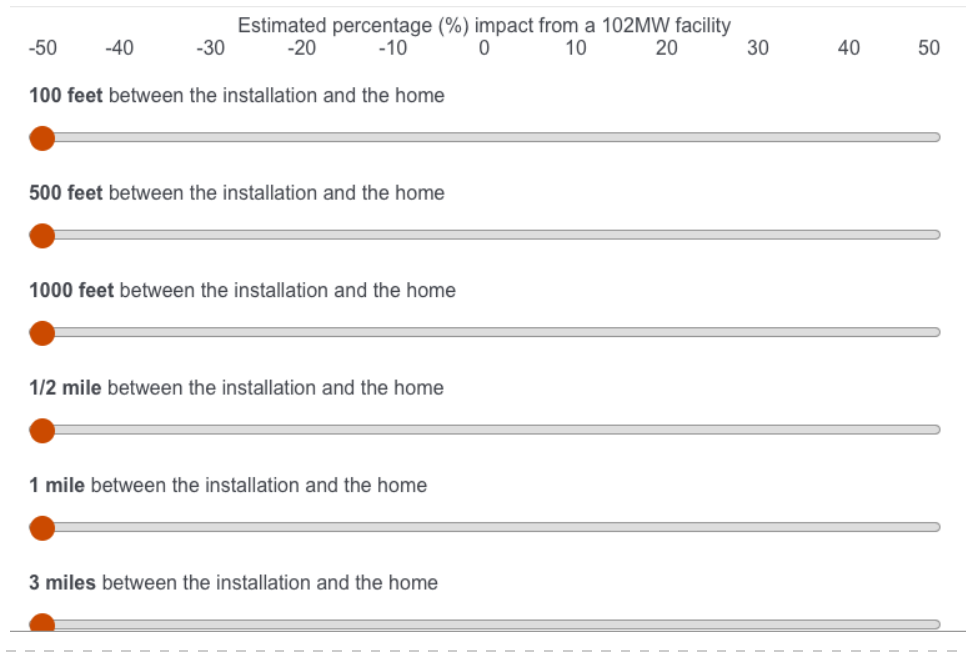 Estimated percentage (%) impact from a 102MW facility
-50 -40 -30 -20 -10 0 10 20 30 40 50
100 feet between the installation and the home
500 feet between the installation and the home
1000 feet between the installation and the home
1/2 mile between the installation and the home
1 mile between the installation and the home
3 miles between the installation and the home